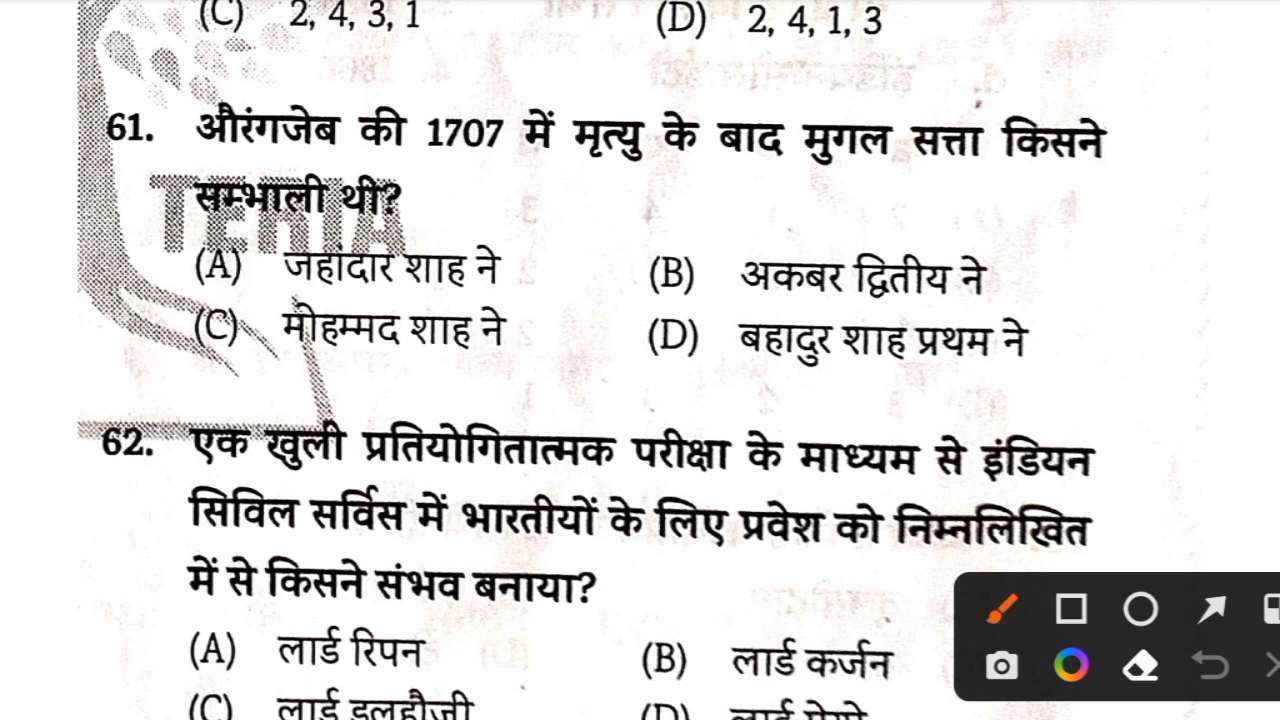 (C) 2, 4, 3, 1 (D) 2, 4, 1, 3
61. औरंगजेब की 1707 में मृत्यु के बाद मुगल सत्ता किसने
सम्भाली थी?
(A) जहांदार शाह ने (B) अकबर द्वितीय ने
(C) मोहम्मद शाह ने (D) बहादुर शाह प्रथम ने
62. एक खुली प्रतियोगितात्मक परीक्षा के माध्यम से इंडियन
सिविल सर्विस में भारतीयों के लिए प्रवेश को निम्नलिखित
में से किसने संभव बनाया?
(A) लार्ड रिपन (B) लार्ड कर्जन
(C) लार्ड डलहौजी (D) लार्ड मेयो